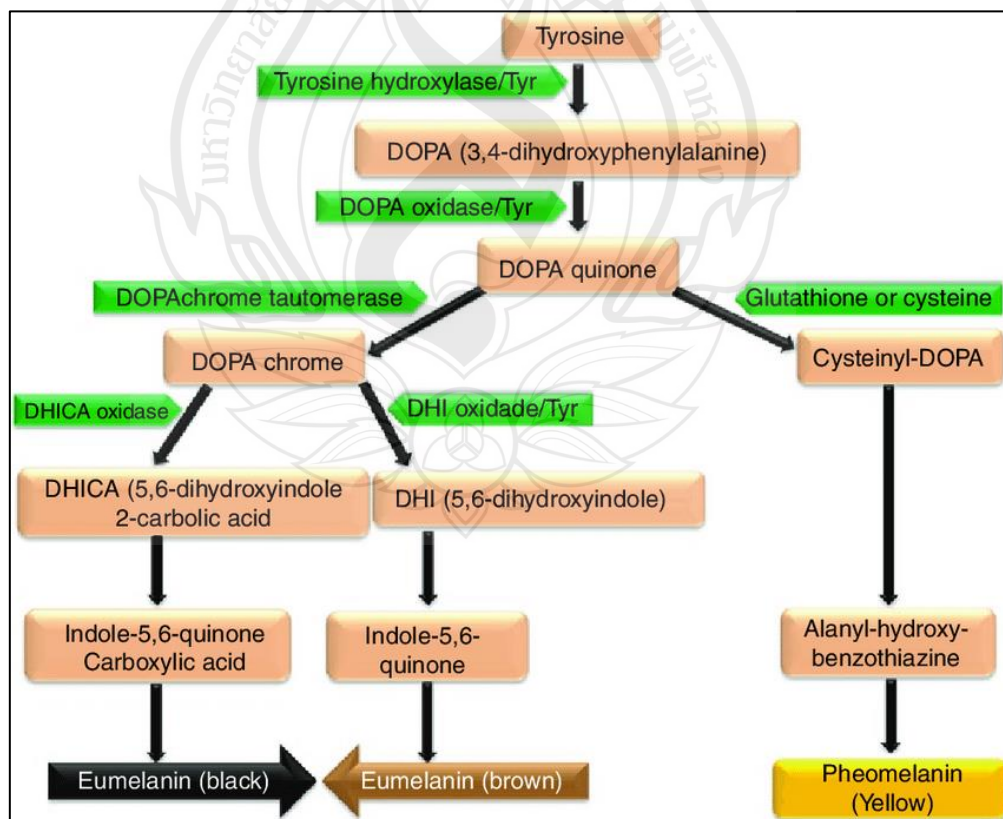 Tyrosine
Tyrosine hydroxylase/Tyr
DOPA (3,4-dihydroxyphenylalanine)
DOPA oxidase/Tyr
DOPA quinone
DOPAchrome tautomerase
Glutathione or cysteine
DOPA chrome
Cysteinyl-DOPA
DHICA oxidase
DHI oxidade/Tyr
DHICA (5,6-dihydroxyindole
2-carbolic acid
DHI (5,6-dihydroxyindole)
Indole-5,6-quinone
Carboxylic acid
Indole-5,6-
quinone
Alanyl-hydroxy-
benzothiazine
Eumelanin (black)
Eumelanin (brown)
Pheomelanin
(Yellow)